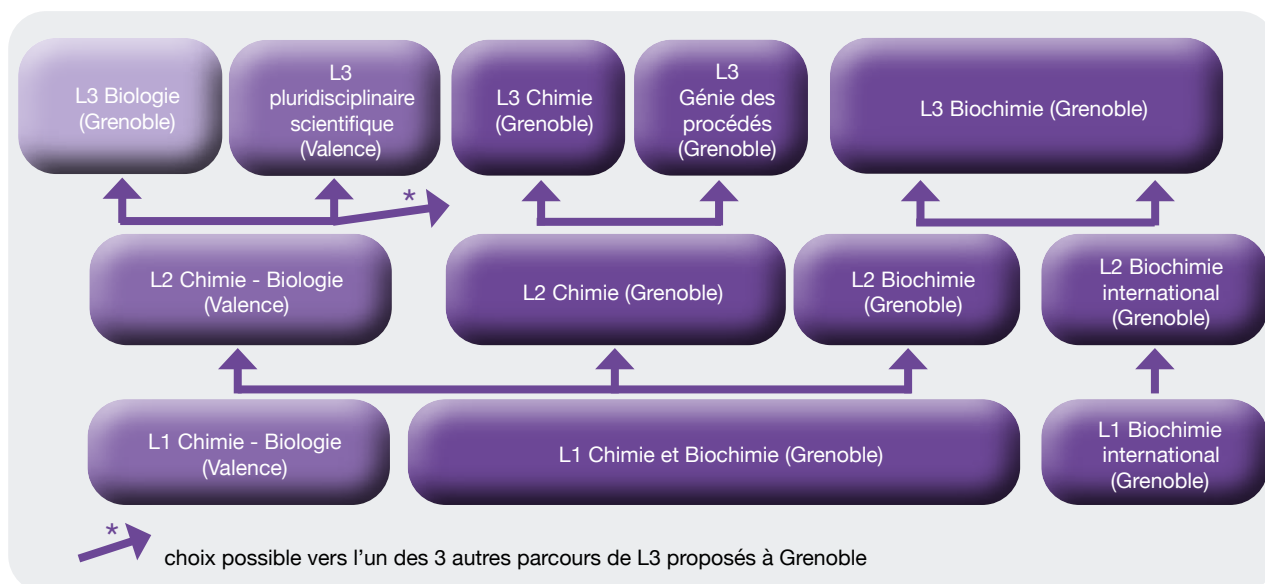 L3 Biologie
(Grenoble)
L3
pluridisciplinaire
scientifique
(Valence)
L3 Chimie
(Grenoble)
L3
Génie des
procédés
(Grenoble)
L3 Biochimie (Grenoble)
*
L2 Chimie - Biologie
(Valence)
L2 Chimie (Grenoble)
L2 Biochimie
(Grenoble)
L2 Biochimie
international
(Grenoble)
L1 Chimie - Biologie
(Valence)
L1 Chimie et Biochimie (Grenoble)
L1 Biochimie
international
(Grenoble)
* choix possible vers l'un des 3 autres parcours de L3 proposés à Grenoble